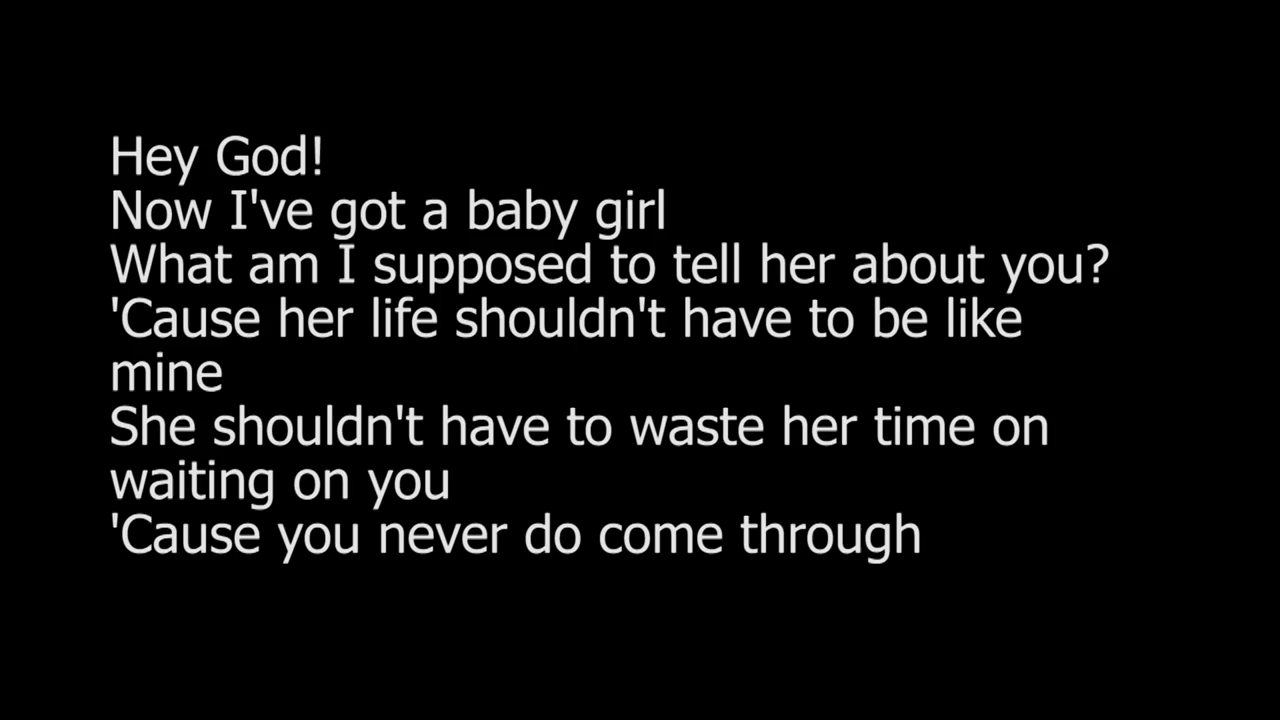 Hey God!
Now I've got a baby girl
What am I supposed to tell her about you?
'Cause her life shouldn't have to be like
mine
She shouldn't have to waste her time on
waiting on you
'Cause you never do come through